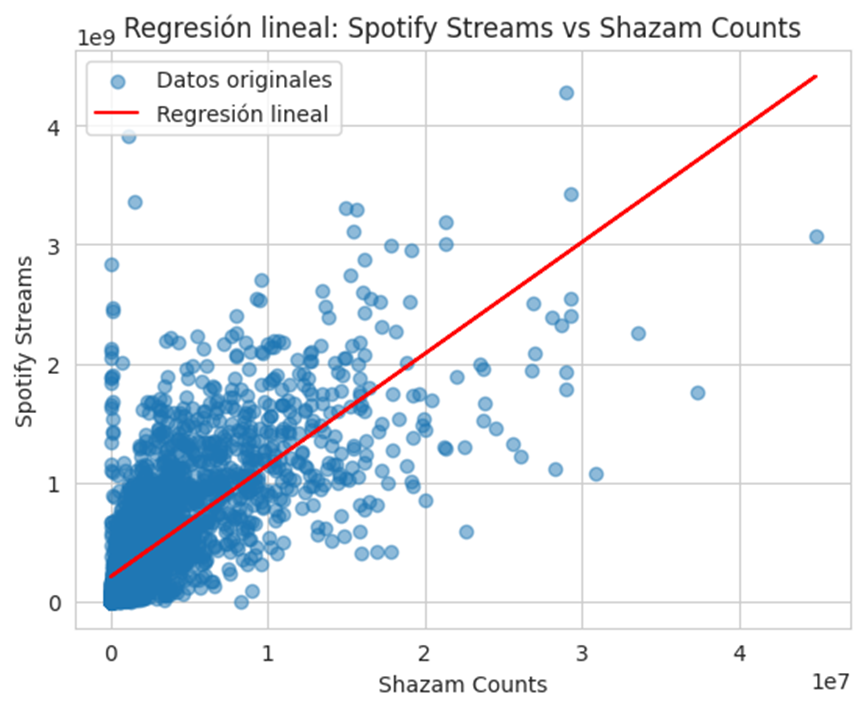 Regresión lineal: Spotify Streams vs Shazam Counts
1e9
Datos originales
Regresión lineal
4
3
2
1
0
Spotify Streams
0 1 2 3 4
1e7
Shazam Counts